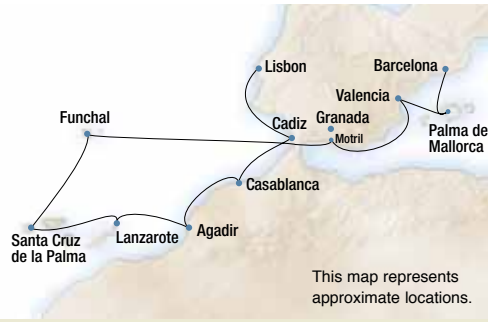 Lisbon
Barcelona
Valencia
Funchal
Cadiz
Granada
Motril
Palma de
Mallorca
Casablanca
Santa Cruz
de la Palma
Lanzarote
Agadir
This map represents
approximate locations.